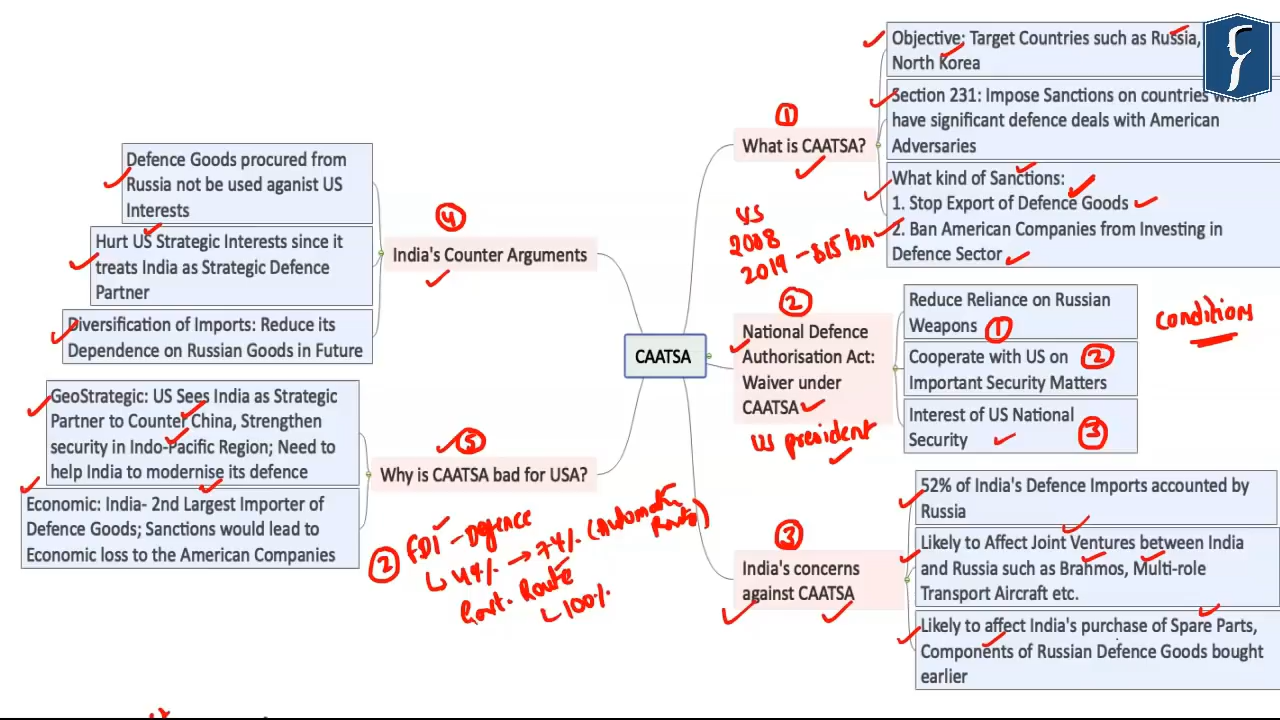 CAATSA
①
What is CAATSA?
Objective: Target Countries such as Russia,
North Korea
Section 231: Impose Sanctions on countries which
have significant defence deals with American
Adversaries
What kind of Sanctions:
1. Stop Export of Defence Goods
2. Ban American Companies from Investing in
Defence Sector
US
2008
2019 - $15 bn
②
National Defence
Authorisation Act:
Waiver under
CAATSA
US president
Reduce Reliance on Russian
Weapons ①
Cooperate with US on ②
Important Security Matters
Interest of US National
Security ③
conditions
③
India's concerns
against CAATSA
52% of India's Defence Imports accounted by
Russia
Likely to Affect Joint Ventures between India
and Russia such as Brahmos, Multi-role
Transport Aircraft etc.
Likely to affect India's purchase of Spare Parts,
Components of Russian Defence Goods bought
earlier
④
India's Counter Arguments
Defence Goods procured from
Russia not be used aganist US
Interests
Hurt US Strategic Interests since it
treats India as Strategic Defence
Partner
Diversification of Imports: Reduce its
Dependence on Russian Goods in Future
⑤
Why is CAATSA bad for USA?
GeoStrategic: US Sees India as Strategic
Partner to Counter China, Strengthen
security in Indo-Pacific Region; Need to
help India to modernise its defence
Economic: India- 2nd Largest Importer of
Defence Goods; Sanctions would lead to
Economic loss to the American Companies
② FDI - Defence
49% → 74% (Automatic
Route)
Govt. Route
100%